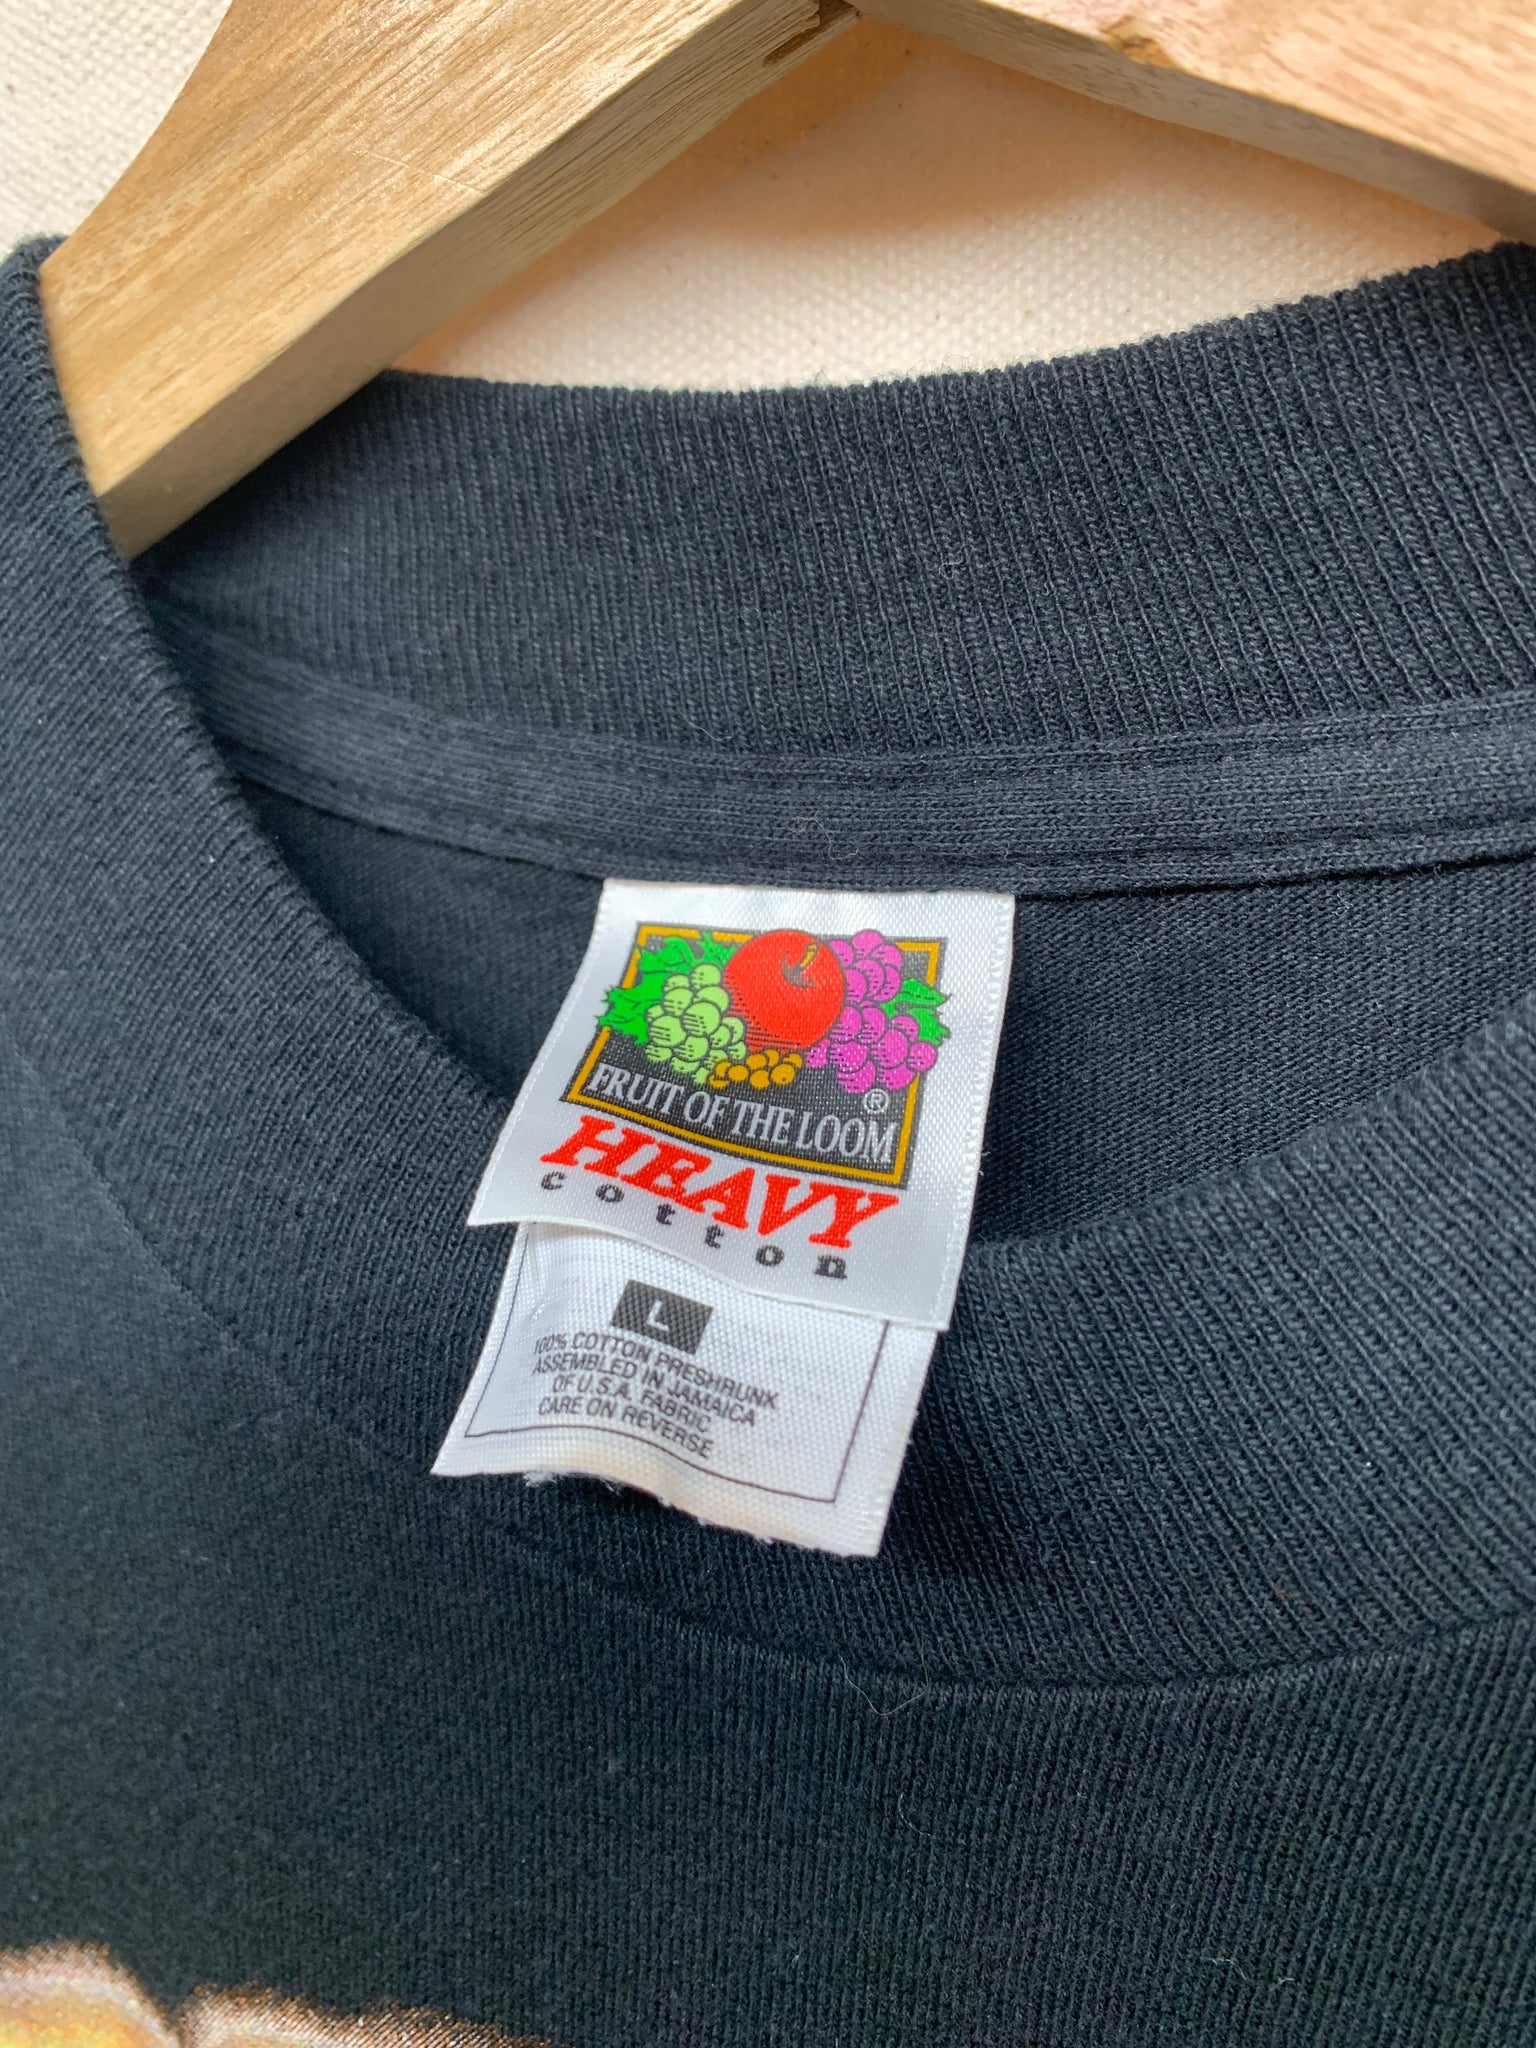 FRUIT OF THE LOOM®
HEAVY
cotton
L
100% COTTON PRESHRUNK
ASSEMBLED IN JAMAICA
OF U.S.A. FABRIC
CARE ON REVERSE